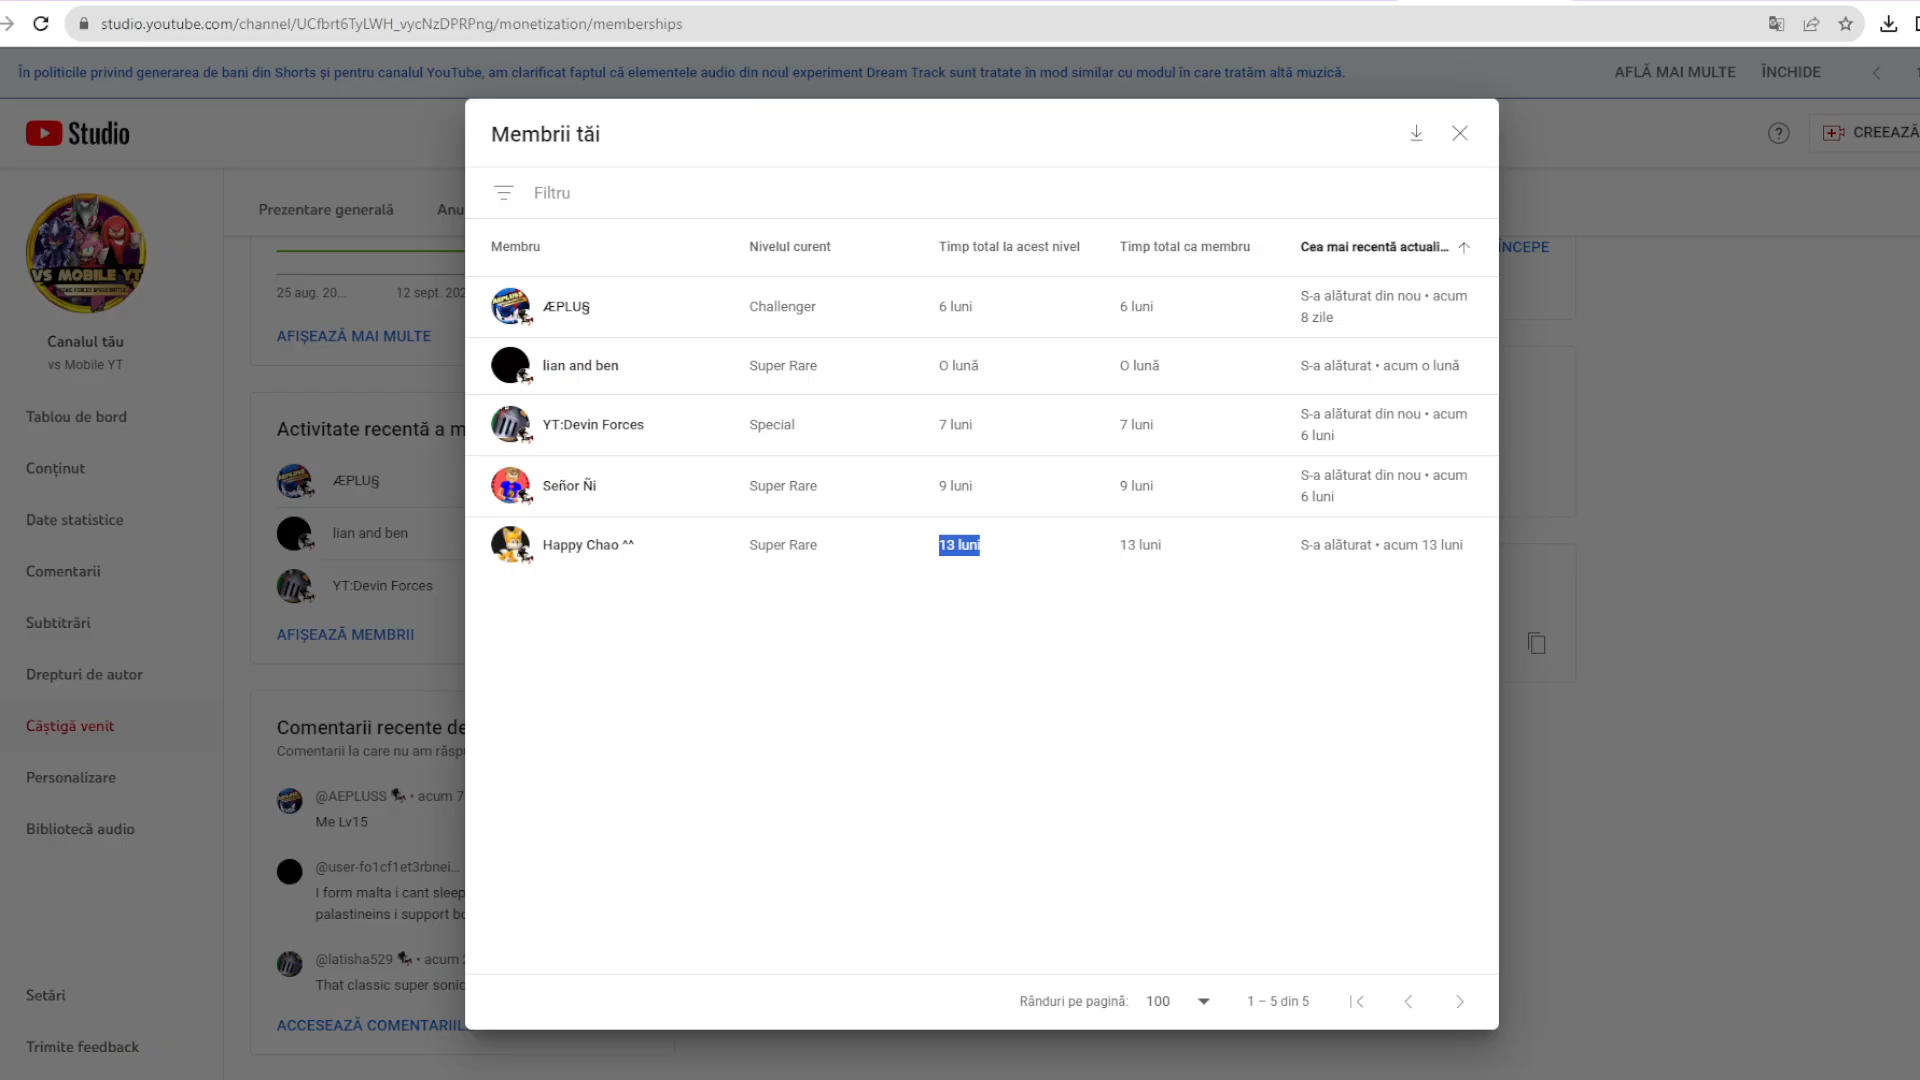 studio.youtube.com/channel/UCfbrt6TyLWH_vycNzDPRPng/monetization/memberships
În politicile privind generarea de bani din Shorts și pentru canalul YouTube, am clarificat faptul că elementele audio din noul experiment Dream Track sunt tratate în mod similar cu modul în care tratăm altă muzică.
AFLĂ MAI MULTE
ÎNCHIDE
Studio
CREEAZĂ
VS MOBILE YT
Canalul tău
vs Mobile YT
Tablou de bord
Conținut
Date statistice
Comentarii
Subtitrări
Drepturi de autor
Câștigă venit
Personalizare
Bibliotecă audio
Setări
Trimite feedback
Prezentare generală
Anu
25 aug. 20...
12 sept. 202
AFIȘEAZĂ MAI MULTE
Activitate recentă a m
ÆPLU§
lian and ben
YT:Devin Forces
AFIȘEAZĂ MEMBRII
Comentarii recente de
Comentarii la care nu am răsp
@AEPLUSS • acum 7
Me Lv15
@user-fo1cf1et3rbnei...
I form malta i cant sleep
palastineins i support bo
@latisha529 • acum
That classic super sonic
ACCESEAZĂ COMENTARIIL
Membrii tăi
Filtru
Membru Nivelul curent Timp total la acest nivel Timp total ca membru Cea mai recentă actuali...
ÆPLU§ Challenger 6 luni 6 luni S-a alăturat din nou • acum
8 zile
lian and ben Super Rare O lună O lună S-a alăturat • acum o lună
YT:Devin Forces Special 7 luni 7 luni S-a alăturat din nou • acum
6 luni
Señor Ñi Super Rare 9 luni 9 luni S-a alăturat din nou • acum
6 luni
Happy Chao ^^ Super Rare 13 luni 13 luni S-a alăturat • acum 13 luni
Rânduri pe pagină: 100 1 – 5 din 5
ÎNCEPE